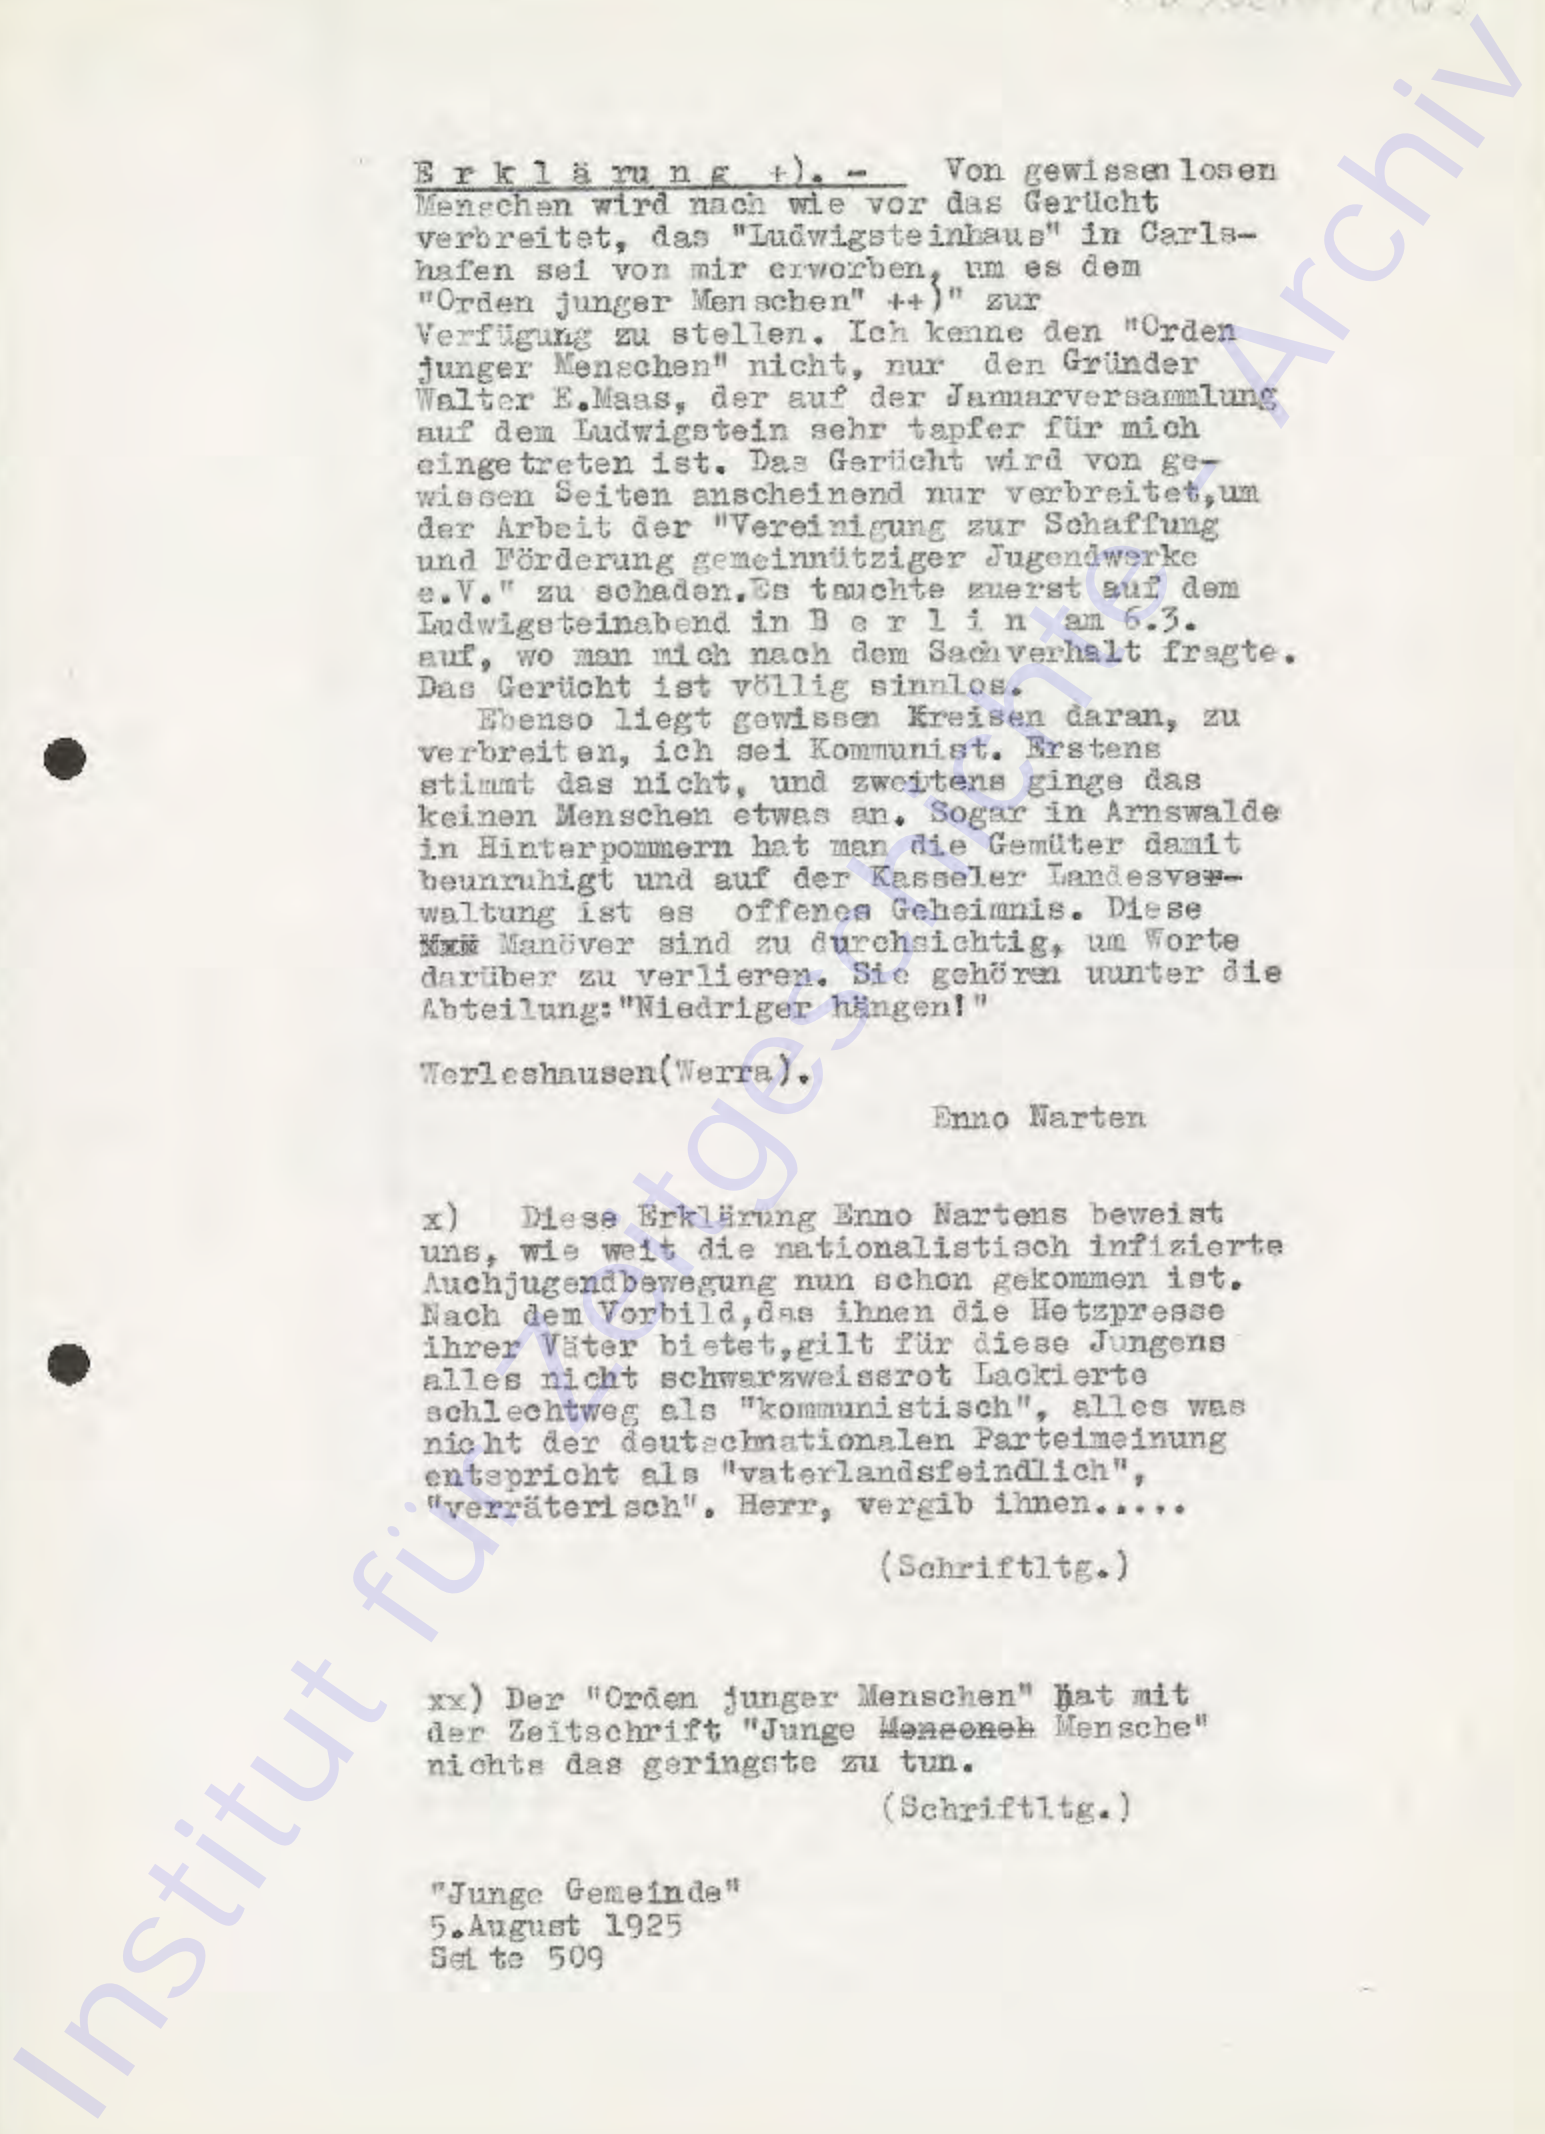 E r k l ä ru n g +). - Von gewissenlosen
Menschen wird nach wie vor das Gerücht
verbreitet, das "Ludwigsteinhaus" in Carls-
hafen sei von mir erworben, um es dem
"Orden junger Menschen" ++)" zur
Verfügung zu stellen. Ich kenne den "Orden
junger Menschen" nicht, nur den Gründer
Walter E.Maas, der auf der Januarversammlung
auf dem Ludwigstein sehr tapfer für mich
eingetreten ist. Das Gerücht wird von ge-
wissen Seiten anscheinend nur verbreitet,um
der Arbeit der "Vereinigung zur Schaffung
und Förderung gemeinnütziger Jugendwerke
e.V." zu schaden.Es tauchte zuerst auf dem
Ludwigsteinabend in B e r l i n am 6.3.
auf, wo man mich nach dem Sachverhalt fragte.
Das Gerücht ist völlig sinnlos.
Ebenso liegt gewissen Kreisen daran, zu
verbreiten, ich sei Kommunist. Erstens
stimmt das nicht, und zweitens ginge das
keinen Menschen etwas an. Sogar in Arnswalde
in Hinterpommern hat man die Gemüter damit
beunruhigt und auf der Kasseler Landesver-
waltung ist es offenes Geheimnis. Diese
Manöver sind zu durchsichtig, um Worte
darüber zu verlieren. Sie gehören uunter die
Abteilung:"Niedriger hängen!"
Werleshausen(Werra).
Enno Narten
x) Diese Erklärung Enno Nartens beweist
uns, wie weit die nationalistisch infizierte
Auchjugendbewegung nun schon gekommen ist.
Nach dem Vorbild,das ihnen die Hetzpresse
ihrer Väter bietet,gilt für diese Jungens
alles nicht schwarzweissrot Lackierte
schlechtweg als "kommunistisch", alles was
nicht der deutschnationalen Parteimeinung
entspricht als "vaterlandsfeindlich",
"verräterisch". Herr, vergib ihnen.....
(Schriftltg.)
xx) Der "Orden junger Menschen" hat mit
der Zeitschrift "Junge Menseneh Mensche"
nichts das geringste zu tun.
(Schriftltg.)
"Junge Gemeinde"
5.August 1925
Seite 509
Institut für Zeitgeschichte - Archiv